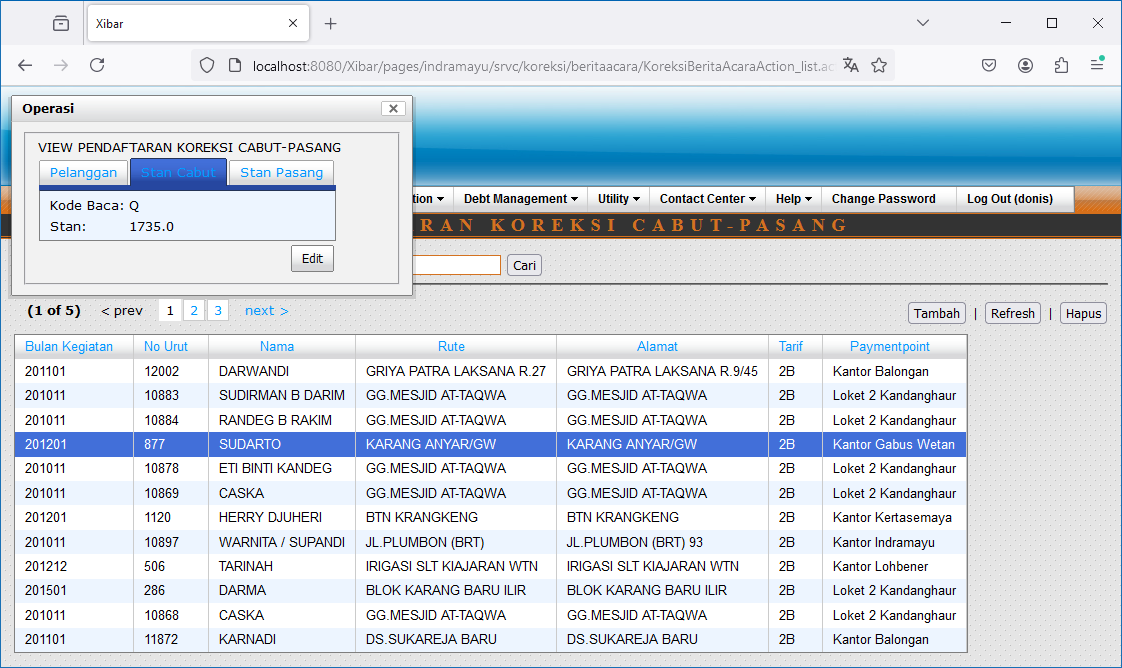 Xibar
localhost:8080/Xibar/pages/indramayu/srvc/koreksi/beritaacara/KoreksiBeritaAcaraAction_list.ac
Operasi
VIEW PENDAFTARAN KOREKSI CABUT-PASANG
Pelanggan Stan Cabut Stan Pasang
Kode Baca: Q
Stan: 1735.0
Edit
tion Debt Management Utility Contact Center Help Change Password Log Out (donis)
RAN KOREKSI CABUT-PASANG
Cari
(1 of 5) < prev 1 2 3 next >
Tambah | Refresh | Hapus
Bulan Kegiatan No Urut Nama Rute Alamat Tarif Paymentpoint
201101 12002 DARWANDI GRIYA PATRA LAKSANA R.27 GRIYA PATRA LAKSANA R.9/45 2B Kantor Balongan
201011 10883 SUDIRMAN B DARIM GG.MESJID AT-TAQWA GG.MESJID AT-TAQWA 2B Loket 2 Kandanghaur
201011 10884 RANDEG B RAKIM GG.MESJID AT-TAQWA GG.MESJID AT-TAQWA 2B Loket 2 Kandanghaur
201201 877 SUDARTO KARANG ANYAR/GW KARANG ANYAR/GW 2B Kantor Gabus Wetan
201011 10878 ETI BINTI KANDEG GG.MESJID AT-TAQWA GG.MESJID AT-TAQWA 2B Loket 2 Kandanghaur
201011 10869 CASKA GG.MESJID AT-TAQWA GG.MESJID AT-TAQWA 2B Loket 2 Kandanghaur
201201 1120 HERRY DJUHERI BTN KRANGKENG BTN KRANGKENG 2B Kantor Kertasemaya
201011 10897 WARNITA / SUPANDI JL.PLUMBON (BRT) JL.PLUMBON (BRT) 93 2B Kantor Indramayu
201212 506 TARINAH IRIGASI SLT KIAJARAN WTN IRIGASI SLT KIAJARAN WTN 2B Kantor Lohbener
201501 286 DARMA BLOK KARANG BARU ILIR BLOK KARANG BARU ILIR 2B Loket 2 Kandanghaur
201011 10868 CASKA GG.MESJID AT-TAQWA GG.MESJID AT-TAQWA 2B Loket 2 Kandanghaur
201101 11872 KARNADI DS.SUKAREJA BARU DS.SUKAREJA BARU 2B Kantor Balongan